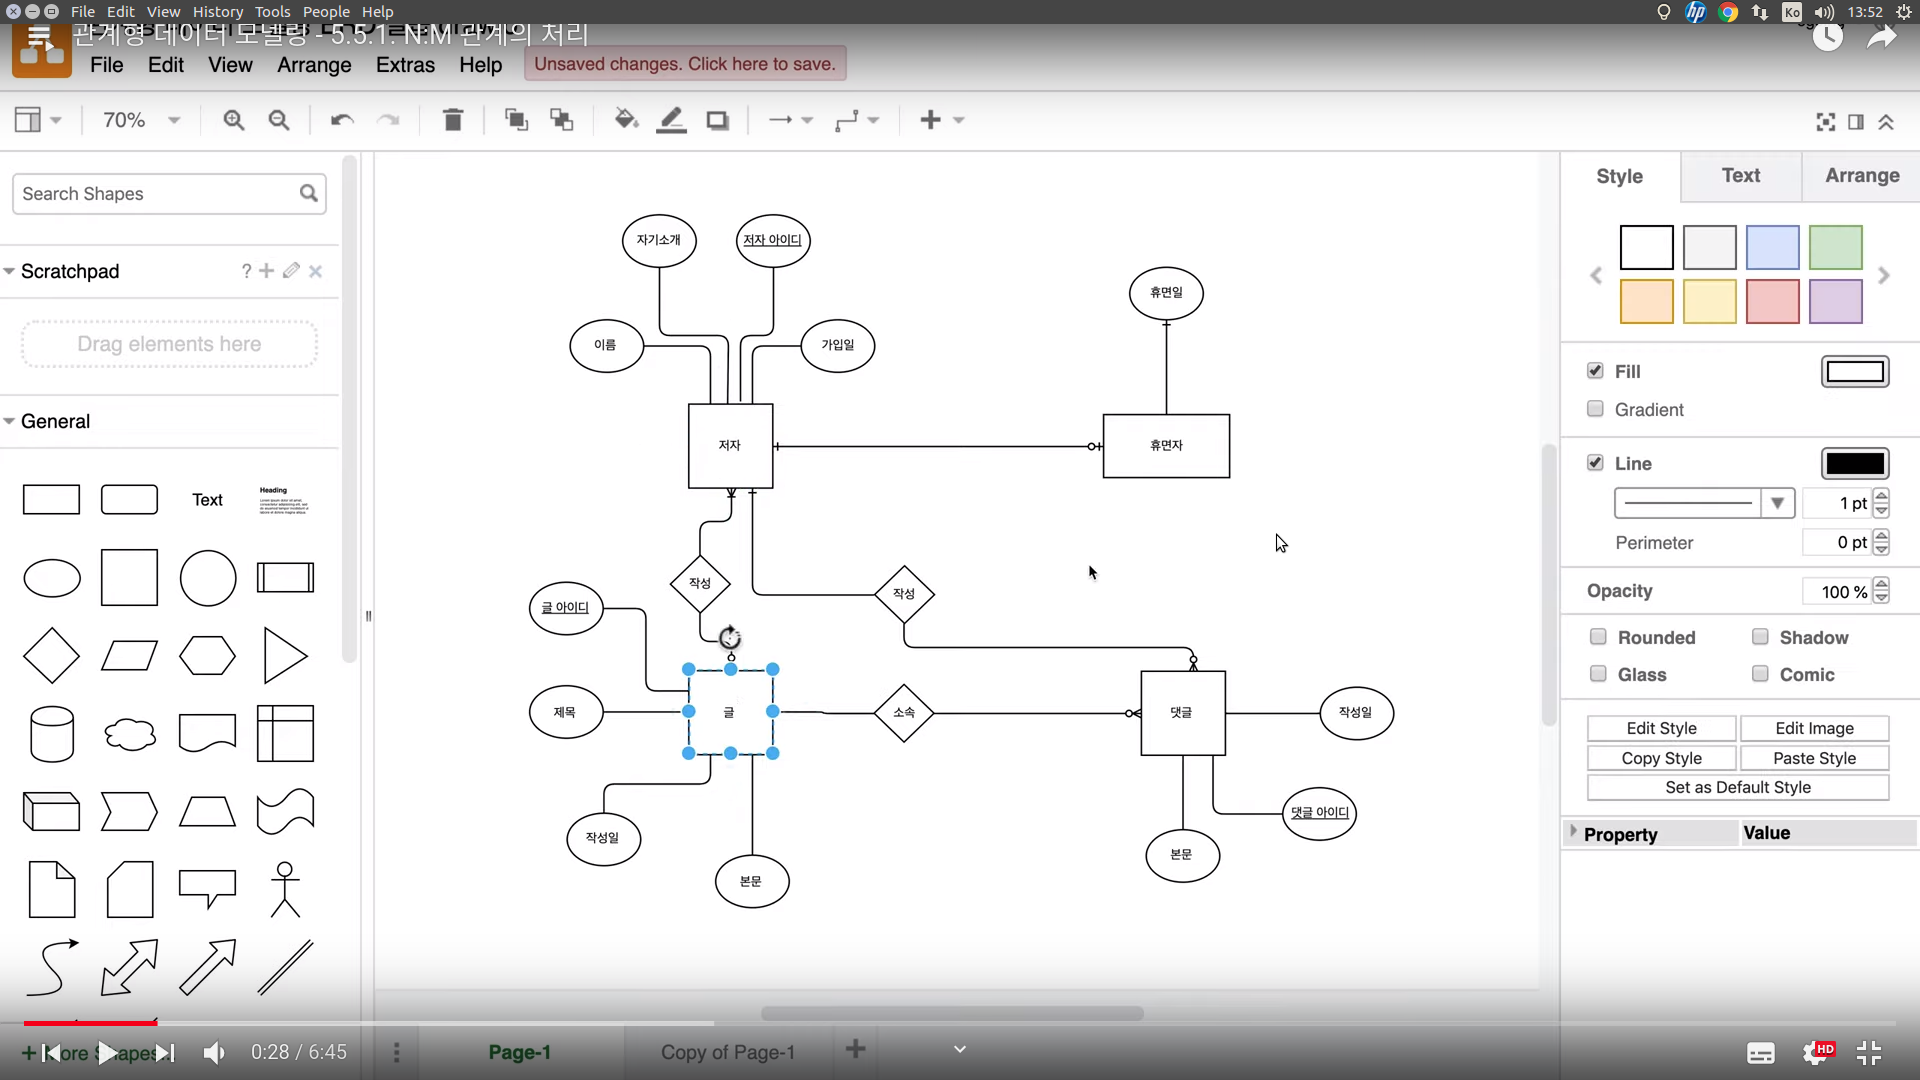 File Edit View History Tools People Help
Ko
13:52
관계형 데이터 모델링 - 5.5.1. N:M 관계의 처리
File Edit View Arrange Extras Help
Unsaved changes. Click here to save.
70%
Search Shapes
Scratchpad
?
Drag elements here
General
Text
Heading
More Shapes...
자기소개
저자 아이디
이름
가입일
휴면일
저자
휴면자
작성
작성
글 아이디
제목
글
소속
댓글
작성일
작성일
본문
댓글 아이디
본문
Style
Text
Arrange
Fill
Gradient
Line
1 pt
Perimeter
0 pt
Opacity
100 %
Rounded
Shadow
Glass
Comic
Edit Style
Edit Image
Copy Style
Paste Style
Set as Default Style
Property
Value
0:28 / 6:45
Page-1
Copy of Page-1
HD
hp